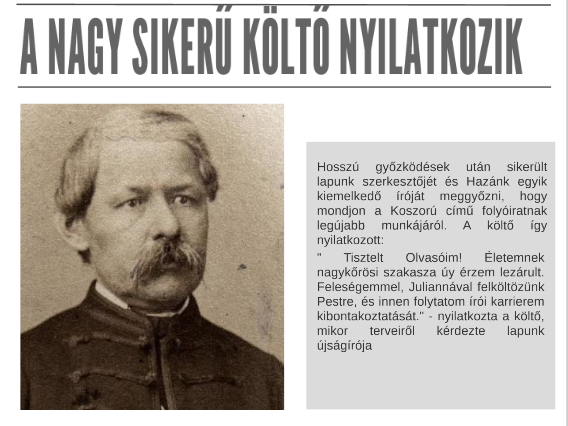 A NAGY SIKERŰ KÖLTŐ NYILATKOZIK
Hosszú győzködések után sikerült
lapunk szerkesztőjét és Hazánk egyik
kiemelkedő íróját meggyőzni, hogy
mondjon a Koszorú című folyóiratnak
legújabb munkájáról. A költő így
nyilatkozott:
" Tisztelt Olvasóim! Életemnek
nagykőrösi szakasza úy érzem lezárult.
Feleségemmel, Juliannával felköltözünk
Pestre, és innen folytatom írói karrierem
kibontakoztatását." - nyilatkozta a költő,
mikor terveiről kérdezte lapunk
újságírója